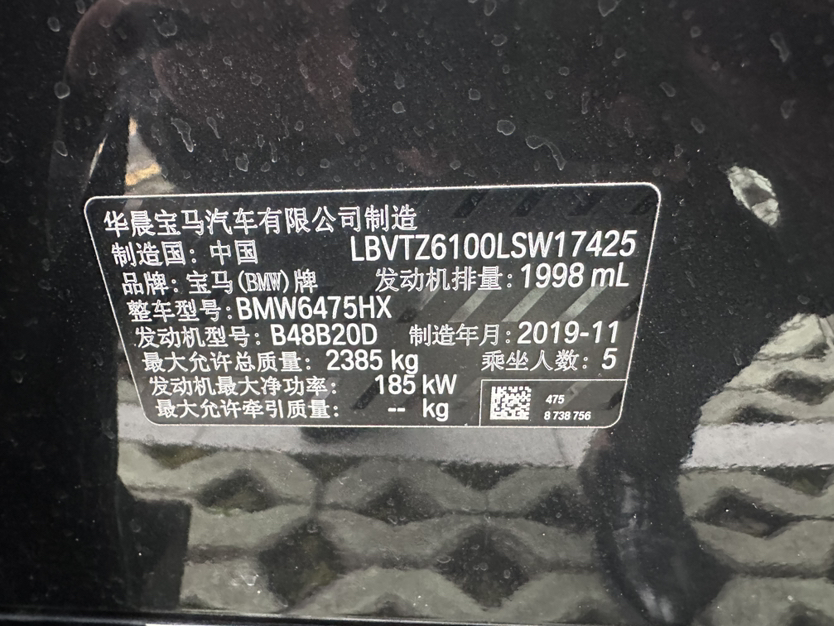 华晨宝马汽车有限公司制造
制造国：中国 LBVTZ6100LSW17425
品牌：宝马(BMW)牌 发动机排量：1998 mL
整车型号：BMW6475HX
发动机型号：B48B20D 制造年月：2019-11
最大允许总质量：2385 kg 乘坐人数：5
发动机最大净功率：185 kW
最大允许牵引质量：-- kg
475
8 738 756